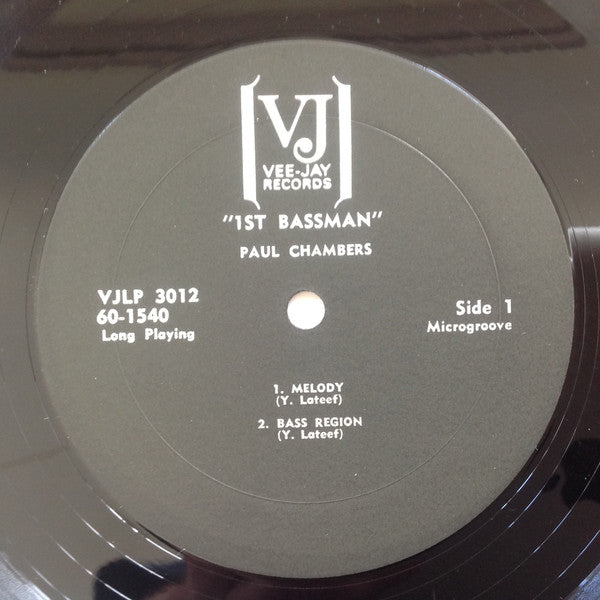 VJ
VEE-JAY
RECORDS
"1ST BASSMAN"
PAUL CHAMBERS
VJLP 3012
60-1540
Long Playing
Side 1
Microgroove
1. MELODY
(Y. Lateef)
2. BASS REGION
(Y. Lateef)